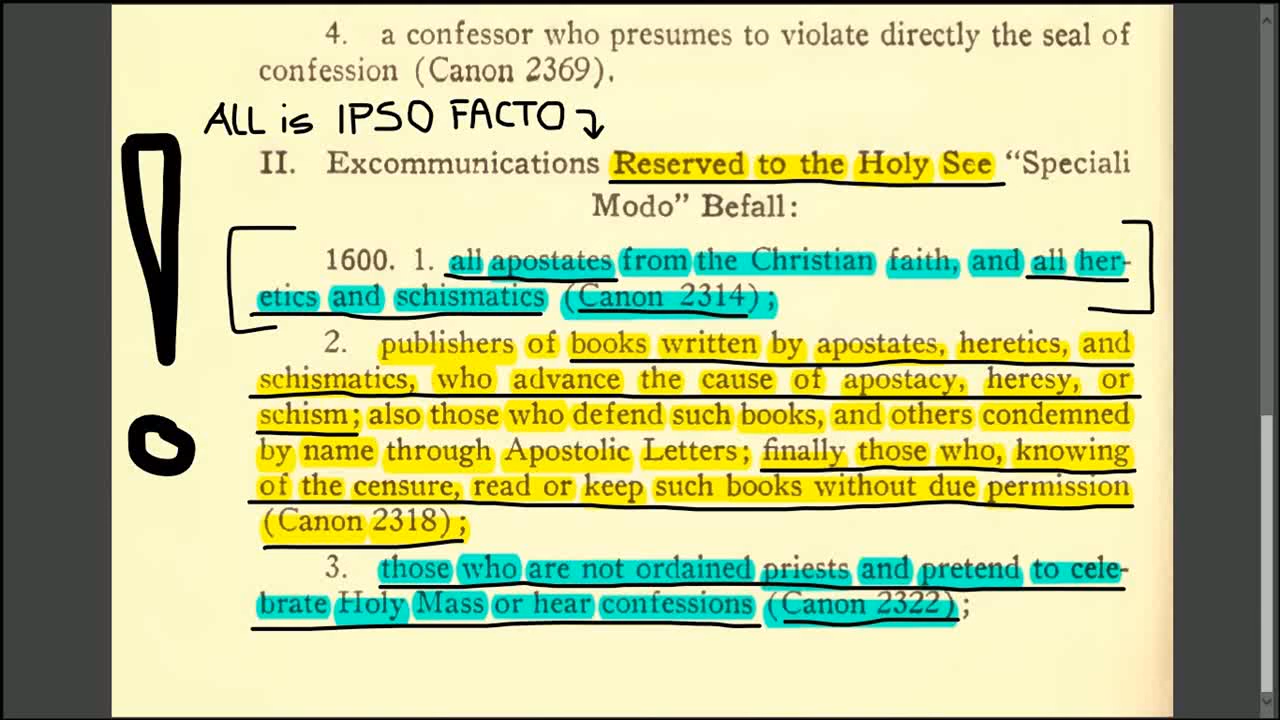 4. a confessor who presumes to violate directly the seal of
confession (Canon 2369).
ALL is IPSO FACTO
II. Excommunications Reserved to the Holy See "Speciali
Modo" Befall:
1600. 1. all apostates from the Christian faith, and all her-
etics and schismatics (Canon 2314);
2. publishers of books written by apostates, heretics, and
schismatics, who advance the cause of apostacy, heresy, or
schism; also those who defend such books, and others condemned
by name through Apostolic Letters; finally those who, knowing
of the censure, read or keep such books without due permission
(Canon 2318);
3. those who are not ordained priests and pretend to cele-
brate Holy Mass or hear confessions (Canon 2322);